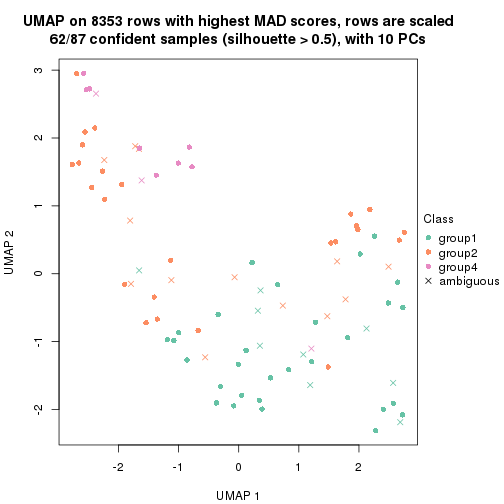 UMAP on 8353 rows with highest MAD scores, rows are scaled
62/87 confident samples (silhouette > 0.5), with 10 PCs
3
2
1
0
-1
-2
UMAP 2
-2
-1
0
1
2
UMAP 1
Class
group1
group2
group4
ambiguous